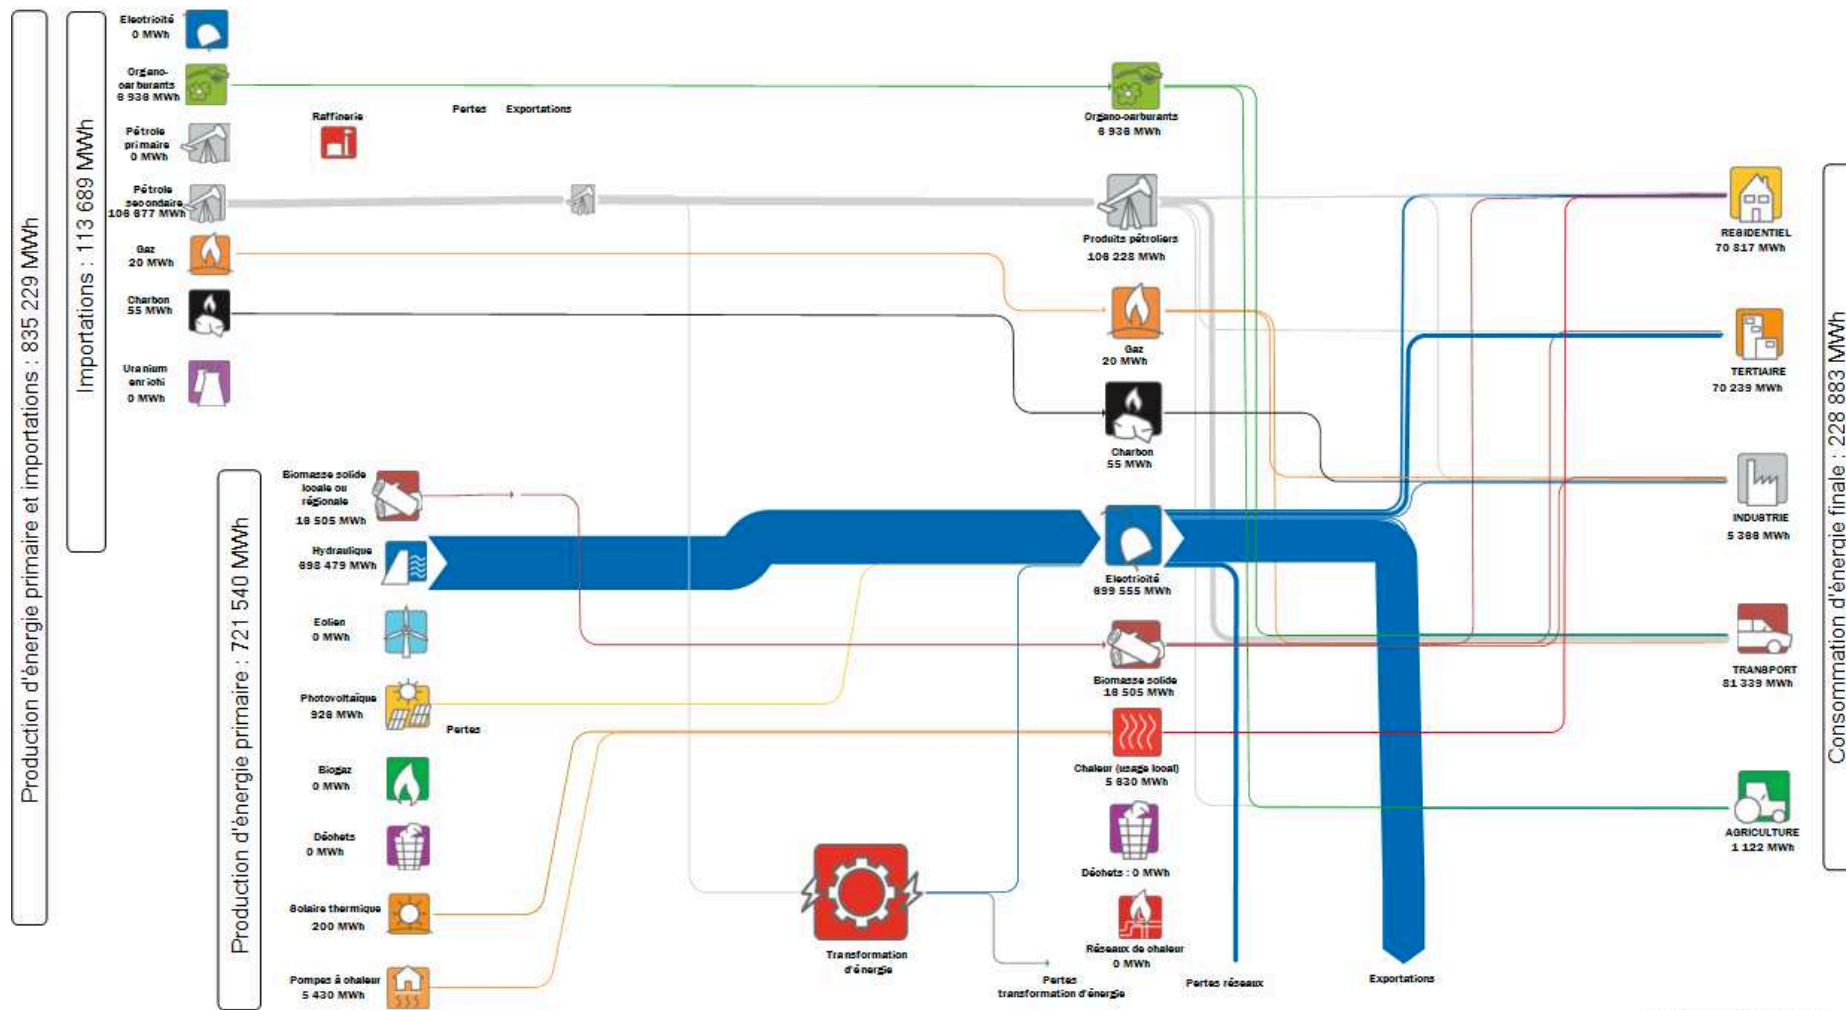 Production d'énergie primaire et importations : 835 229 MWh
Importations : 113 689 MWh
Electricité
0 MWh
Organo-
carburants
6 936 MWh
Pétrole
primaire
0 MWh
Pétrole
secondaire
106 677 MWh
Gaz
20 MWh
Charbon
55 MWh
Uranium
enrichi
0 MWh
Raffinerie
Pertes
Exportations
Production d'énergie primaire : 721 540 MWh
Biomasse solide
locale ou
régionale
16 505 MWh
Hydraulique
698 479 MWh
Eolien
0 MWh
Photovoltaïque
926 MWh
Pertes
Biogaz
0 MWh
Déchets
0 MWh
Solaire thermique
200 MWh
Pompes à chaleur
5 430 MWh
Transformation
d'énergie
Organo-carburants
6 936 MWh
Produits pétroliers
106 228 MWh
Gaz
20 MWh
Charbon
55 MWh
Electricité
699 555 MWh
Biomasse solide
16 505 MWh
Chaleur (usage local)
5 630 MWh
Déchets : 0 MWh
Réseaux de chaleur
0 MWh
Pertes
transformation d'énergie
Pertes réseaux
Exportations
RESIDENTIEL
70 817 MWh
TERTIAIRE
70 239 MWh
INDUSTRIE
5 366 MWh
TRANSPORT
81 339 MWh
AGRICULTURE
1 122 MWh
Consommation d'énergie finale : 228 883 MWh